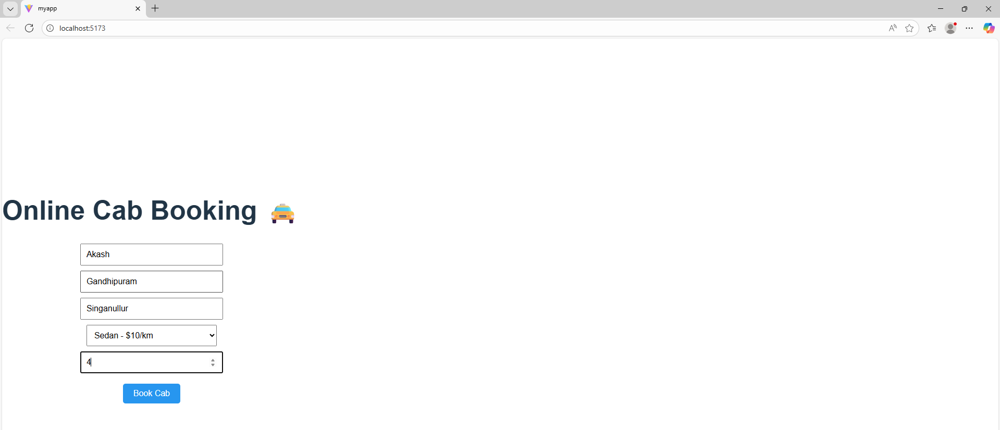 myapp
localhost:5173
Online Cab Booking
Akash
Gandhipuram
Singanullur
Sedan - $10/km
4
Book Cab